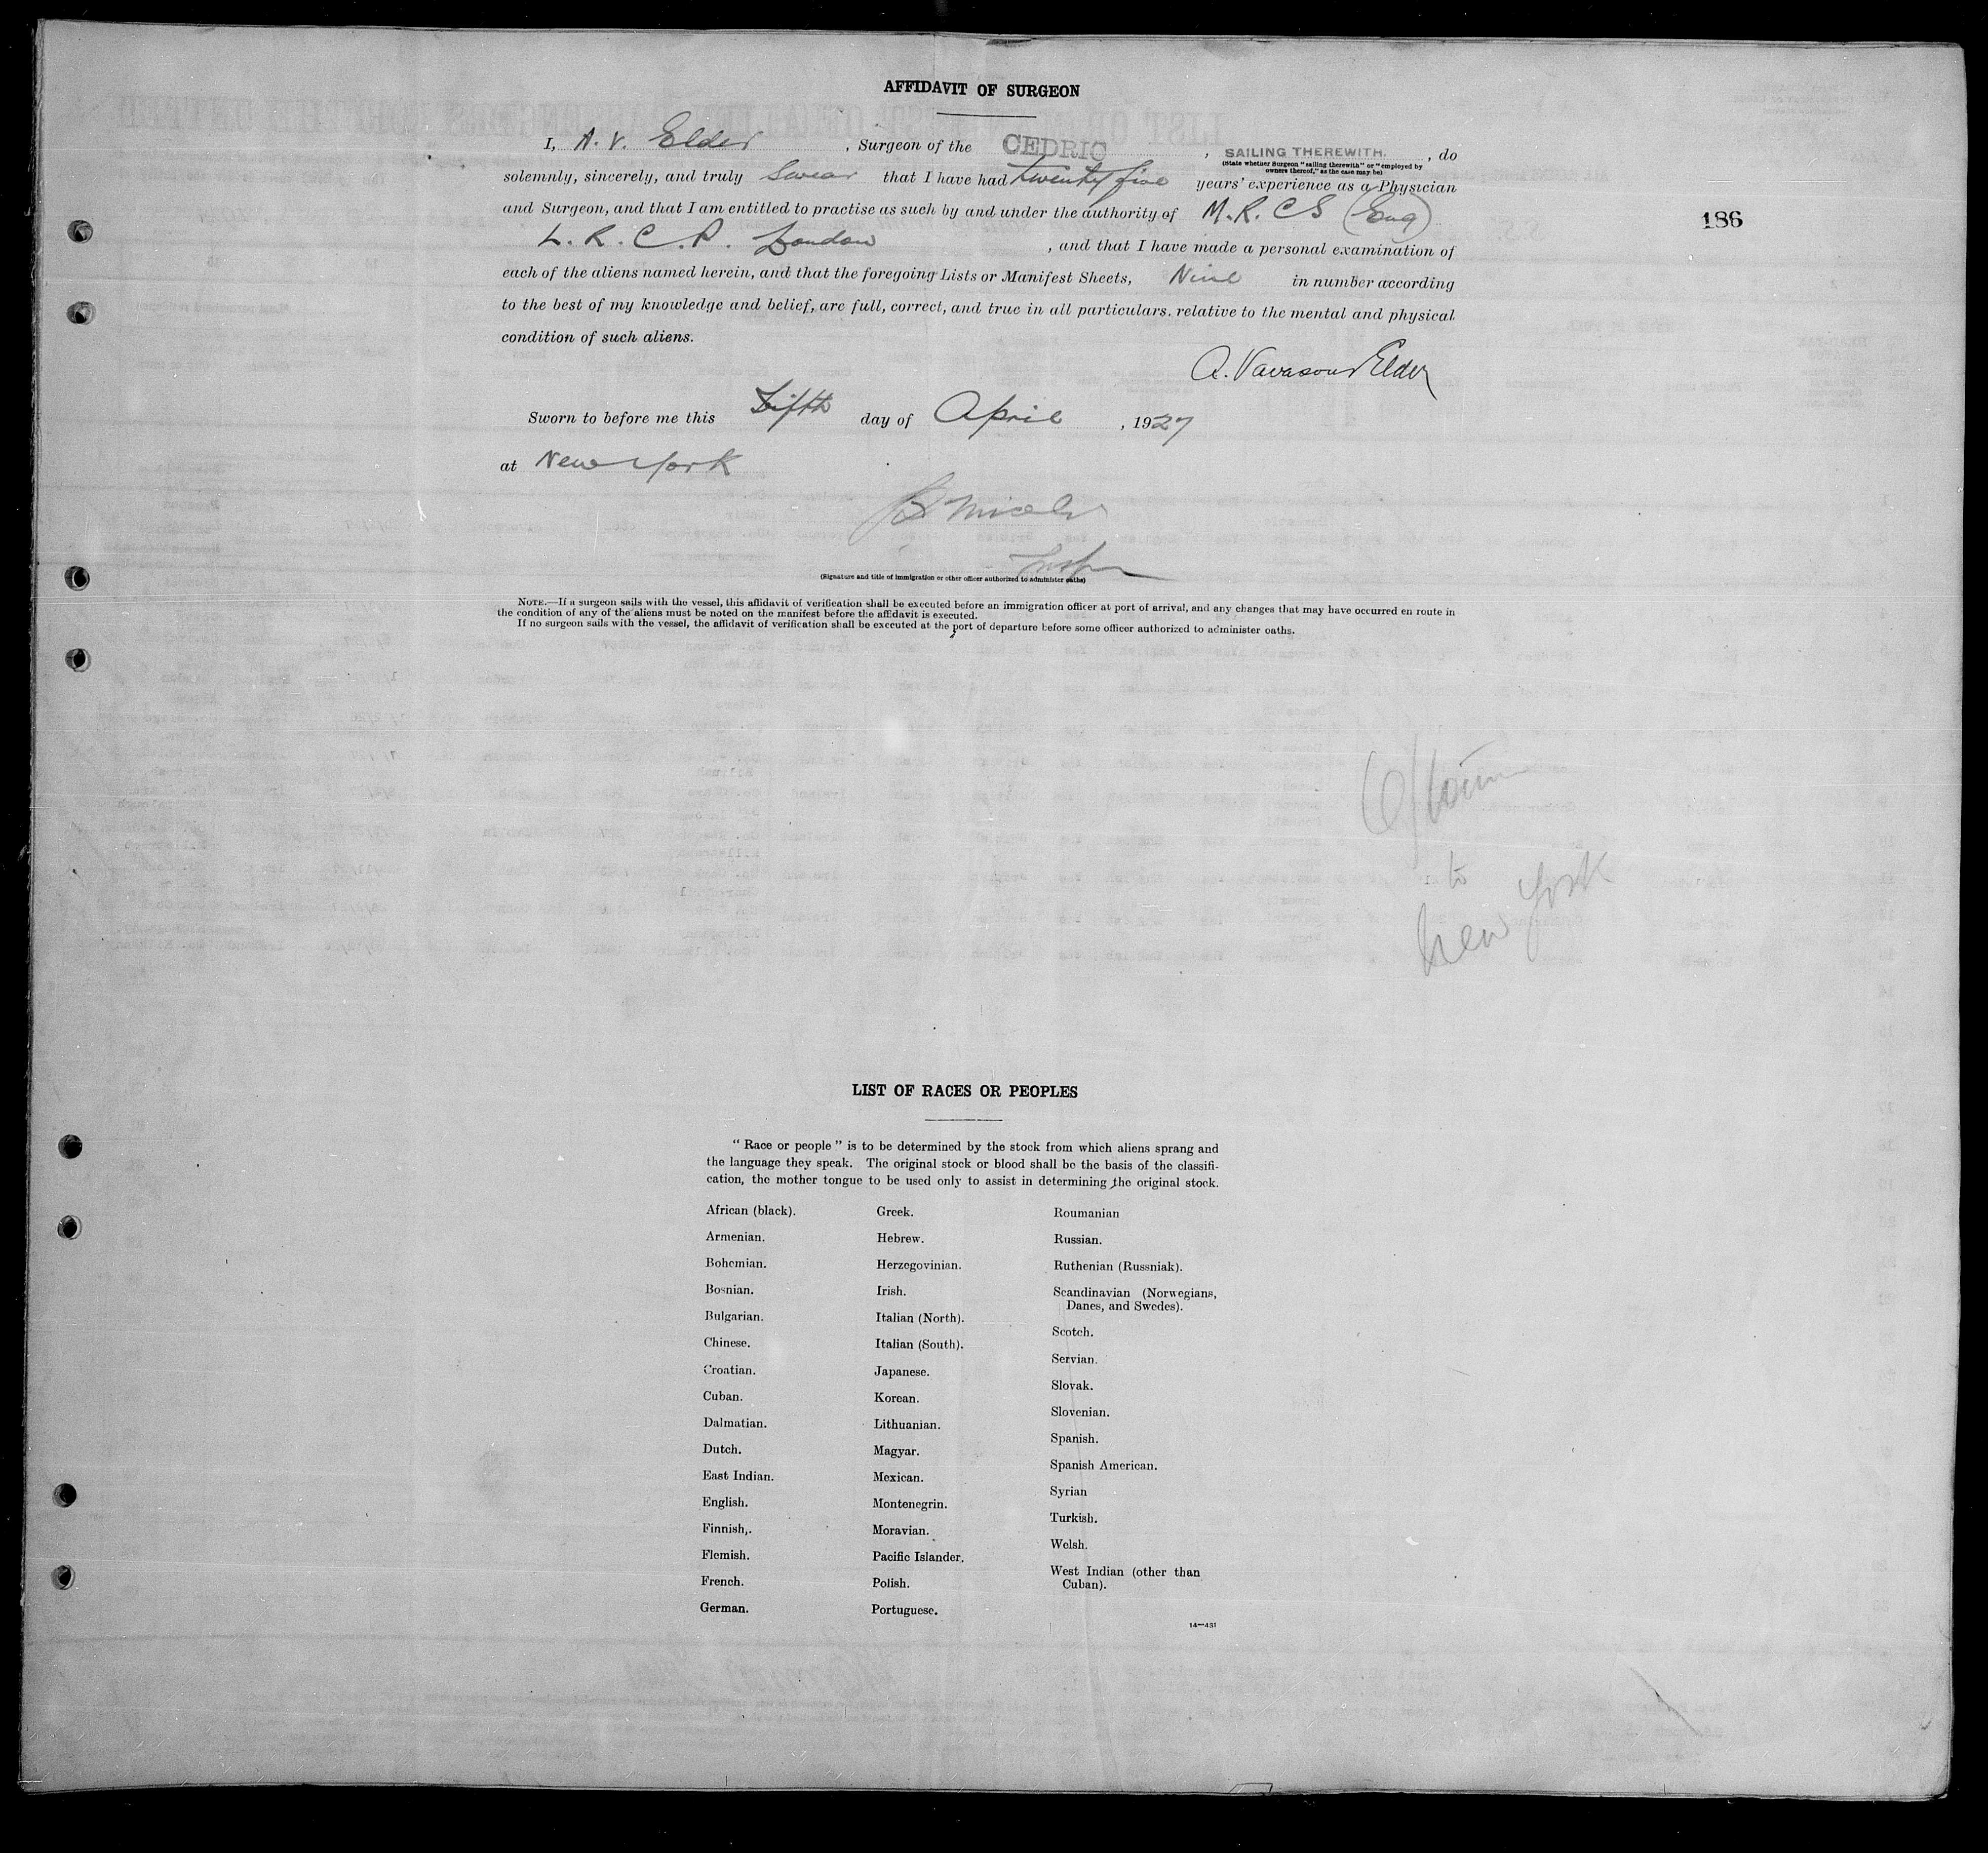 AFFIDAVIT OF SURGEON
I, A. V. Elder, Surgeon of the CEDRIC, SAILING THEREWITH., do
(State whether Surgeon "sailing therewith" or "employed by
owners thereof," as the case may be)
solemnly, sincerely, and truly Swear that I have had twenty five years' experience as a Physician
and Surgeon, and that I am entitled to practise as such by and under the authority of M.R.CS (Eng)
L.R.C.P. London, and that I have made a personal examination of
each of the aliens named herein, and that the foregoing Lists or Manifest Sheets, Nine in number according
to the best of my knowledge and belief, are full, correct, and true in all particulars. relative to the mental and physical
condition of such aliens.
186
A. Vavasour Elder
Sworn to before me this Fifth day of April, 1927
at New York
(Signature and title of immigration or other officer authorized to administer oaths)
NOTE.—If a surgeon sails with the vessel, this affidavit of verification shall be executed before an immigration officer at port of arrival, and any changes that may have occurred en route in
the condition of any of the aliens must be noted on the manifest before the affidavit is executed.
If no surgeon sails with the vessel, the affidavit of verification shall be executed at the port of departure before some officer authorized to administer oaths.
to
New York
LIST OF RACES OR PEOPLES
"Race or people" is to be determined by the stock from which aliens sprang and
the language they speak. The original stock or blood shall be the basis of the classifi-
cation, the mother tongue to be used only to assist in determining the original stock.
African (black).
Armenian.
Bohemian.
Bosnian.
Bulgarian.
Chinese.
Croatian.
Cuban.
Dalmatian.
Dutch.
East Indian.
English.
Finnish,.
Flemish.
French.
German.
Greek.
Hebrew.
Herzegovinian.
Irish.
Italian (North).
Italian (South).
Japanese.
Korean.
Lithuanian.
Magyar.
Mexican.
Montenegrin.
Moravian.
Pacific Islander.
Polish.
Portuguese.
Roumanian
Russian.
Ruthenian (Russniak).
Scandinavian (Norwegians,
Danes, and Swedes).
Scotch.
Servian.
Slovak.
Slovenian.
Spanish.
Spanish American.
Syrian
Turkish.
Welsh.
West Indian (other than
Cuban).
14—431